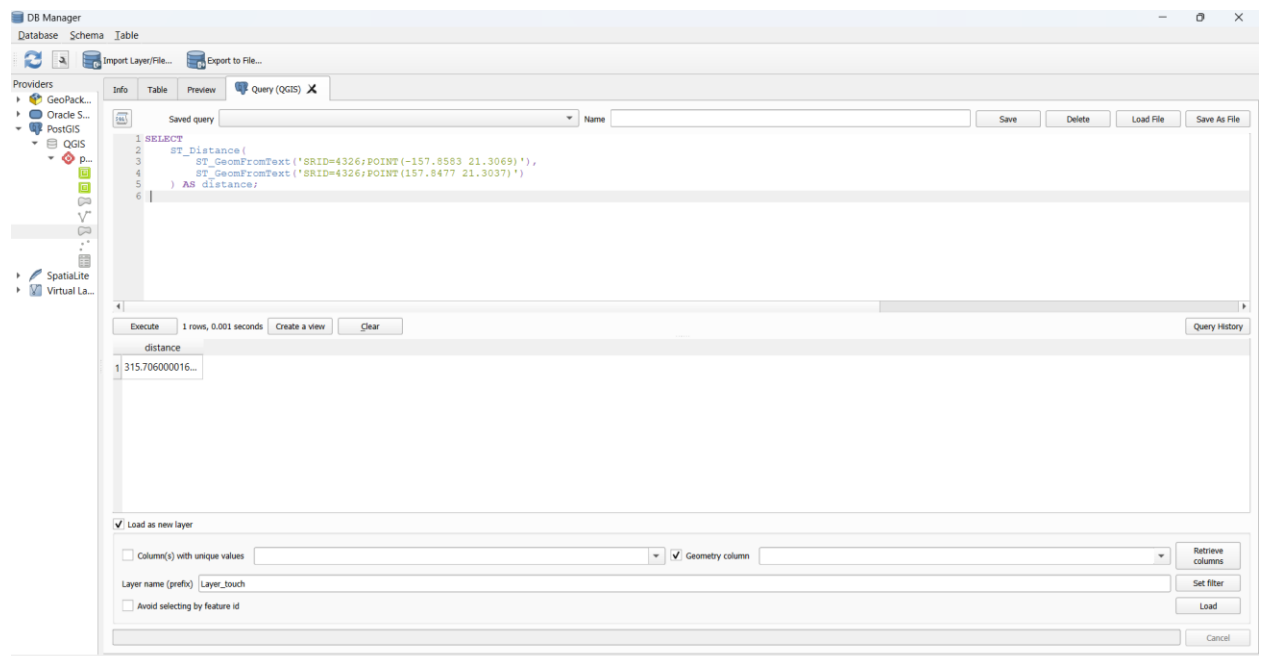 DB Manager
Database Schema Table
Import Layer/File... Export to File...
Providers
GeoPack...
Oracle S...
PostGIS
QGIS
p...
SpatiaLite
Virtual La...
Info Table Preview Query (QGIS)
Saved query Name Save Delete Load File Save As File
1 SELECT
2 ST_Distance(
3 ST_GeomFromText('SRID=4326;POINT(-157.8583 21.3069)'),
4 ST_GeomFromText('SRID=4326;POINT(157.8477 21.3037)')
5 ) AS distance;
6
Execute 1 rows, 0.001 seconds Create a view Clear Query History
distance
1 315.706000016...
Load as new layer
Column(s) with unique values Geometry column Retrieve
columns
Layer name (prefix) Layer_touch Set filter
Avoid selecting by feature id Load
Cancel